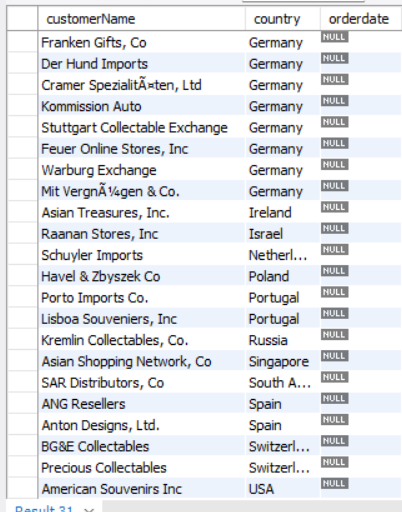 customerName country orderdate
Franken Gifts, Co Germany NULL
Der Hund Imports Germany NULL
Cramer SpezialitÃ¤ten, Ltd Germany NULL
Kommission Auto Germany NULL
Stuttgart Collectable Exchange Germany NULL
Feuer Online Stores, Inc Germany NULL
Warburg Exchange Germany NULL
Mit VergnÃ¼gen & Co. Germany NULL
Asian Treasures, Inc. Ireland NULL
Raanan Stores, Inc Israel NULL
Schuyler Imports Netherl... NULL
Havel & Zbyszek Co Poland NULL
Porto Imports Co. Portugal NULL
Lisboa Souveniers, Inc Portugal NULL
Kremlin Collectables, Co. Russia NULL
Asian Shopping Network, Co Singapore NULL
SAR Distributors, Co South A... NULL
ANG Resellers Spain NULL
Anton Designs, Ltd. Spain NULL
BG&E Collectables Switzerl... NULL
Precious Collectables Switzerl... NULL
American Souvenirs Inc USA NULL
Result 31